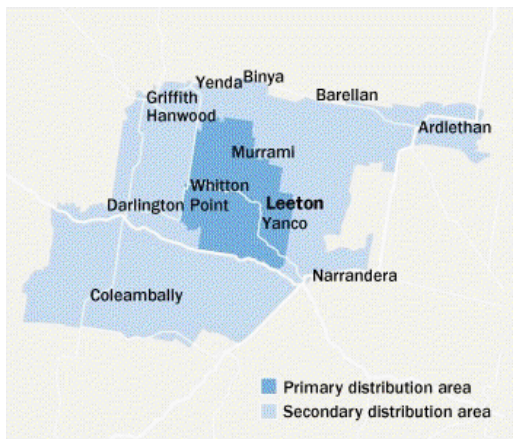 Yenda
Binya
Griffith
Hanwood
Barellan
Ardlethan
Murrami
Whitton
Darlington Point
Leeton
Yanco
Narrandera
Coleambally
Primary distribution area
Secondary distribution area